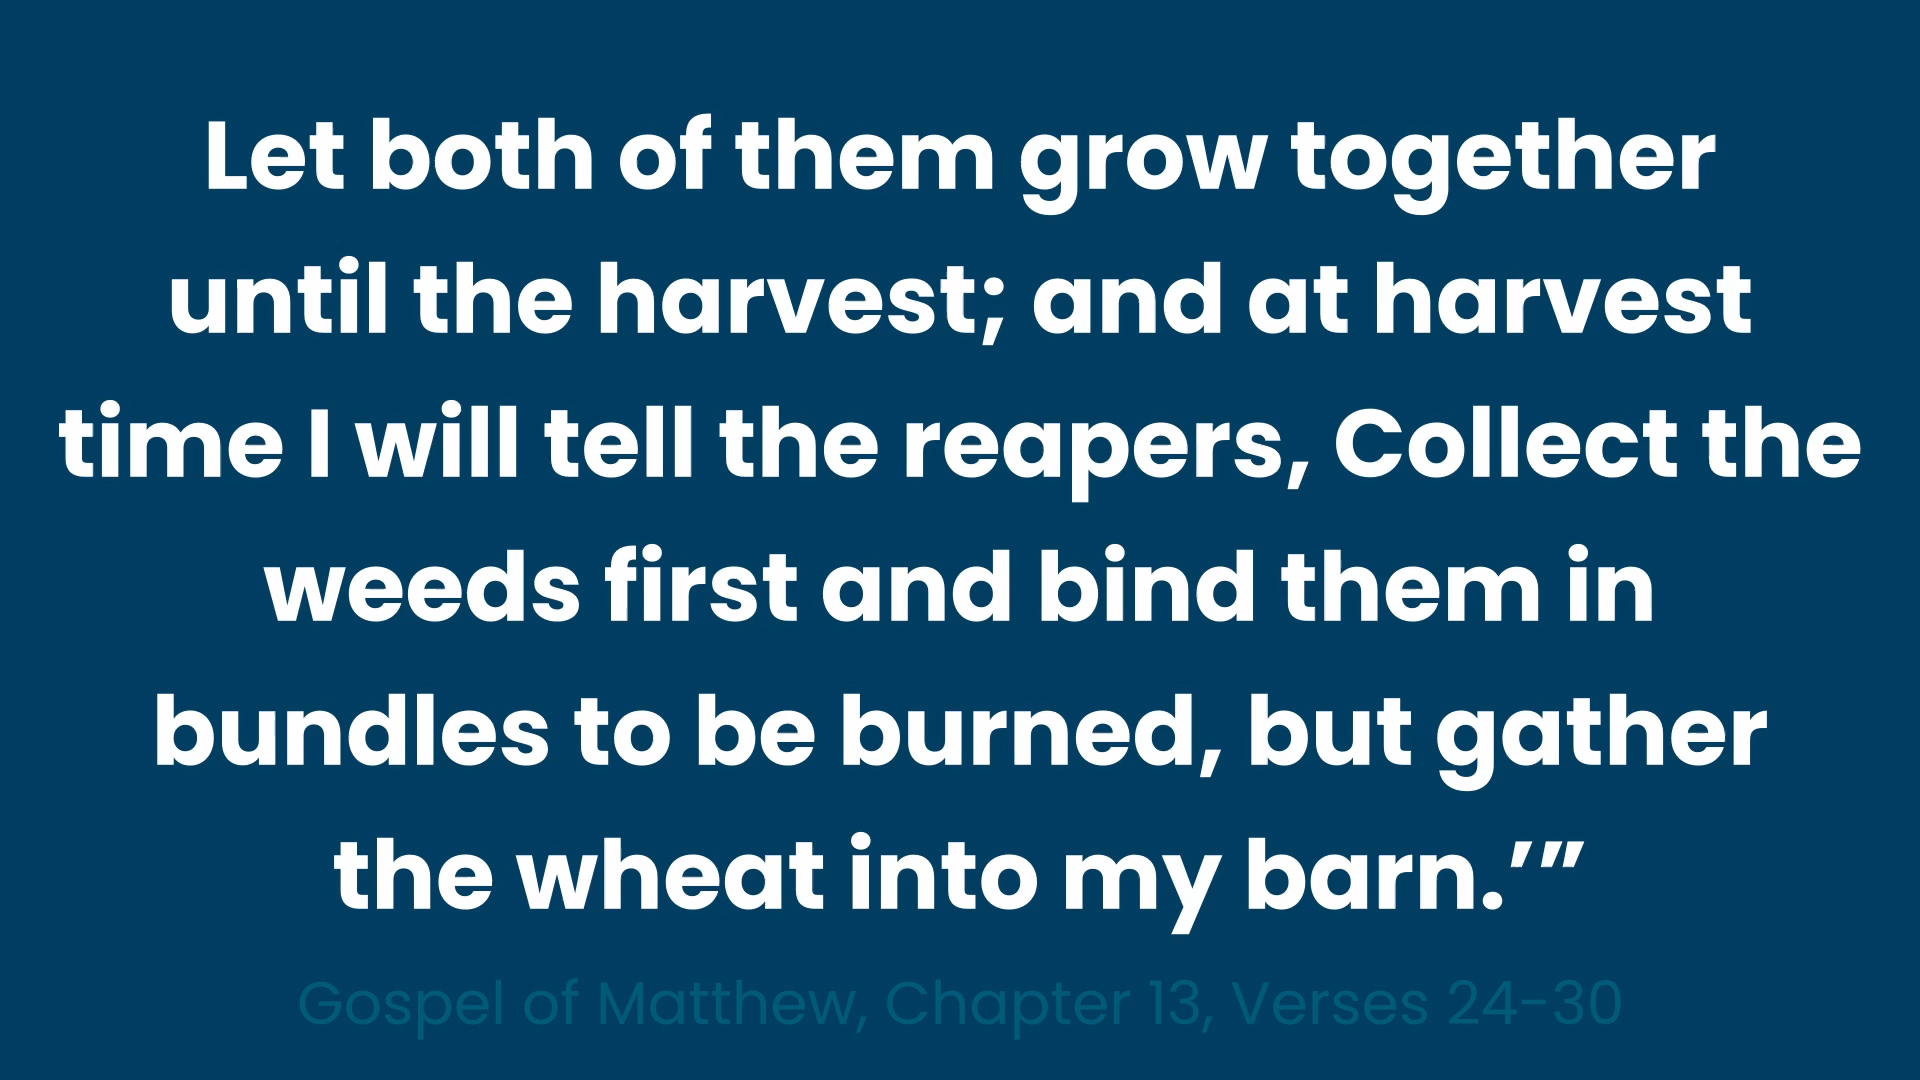 Let both of them grow together
until the harvest; and at harvest
time I will tell the reapers, Collect the
weeds first and bind them in
bundles to be burned, but gather
the wheat into my barn.’”
Gospel of Matthew, Chapter 13, Verses 24-30